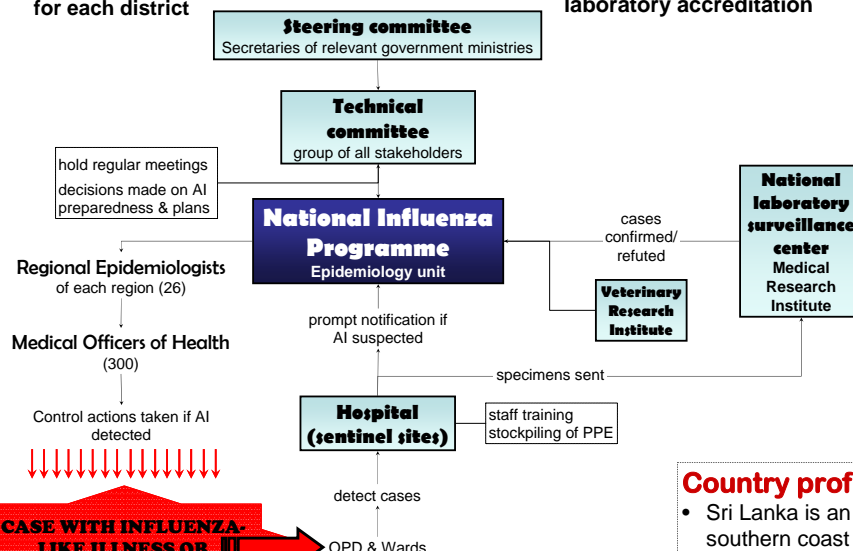 for each district
laboratory accreditation
Steering committee
Secretaries of relevant government ministries
Technical
committee
group of all stakeholders
hold regular meetings
decisions made on AI
preparedness & plans
National Influenza
Programme
Epidemiology unit
cases
confirmed/
refuted
National
laboratory
surveillance
center
Medical
Research
Institute
Veterinary
Research
Institute
Regional Epidemiologists
of each region (26)
Medical Officers of Health
(300)
Control actions taken if AI
detected
prompt notification if
AI suspected
specimens sent
Hospital
(sentinel sites)
staff training
stockpiling of PPE
detect cases
OPD & Wards
CASE WITH INFLUENZA-
LIKE ILLNESS OR
Country prof
• Sri Lanka is an
southern coast